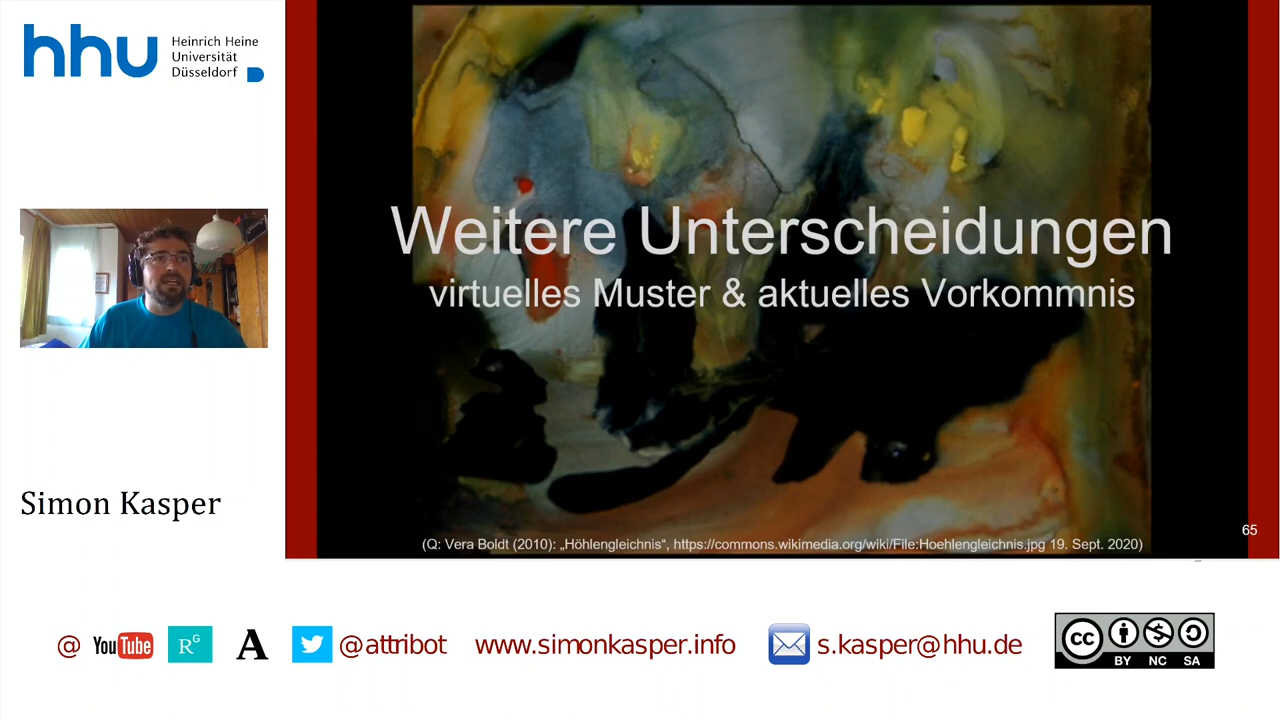 hhu Heinrich Heine
Universität
Düsseldorf
Weitere Unterscheidungen
virtuelles Muster & aktuelles Vorkommnis
Simon Kasper
65
(Q: Vera Boldt (2010): „Höhlengleichnis“, https://commons.wikimedia.org/wiki/File:Hoehlengleichnis.jpg 19. Sept. 2020)
@ YouTube RG A @attribot www.simonkasper.info s.kasper@hhu.de
cc
BY NC SA